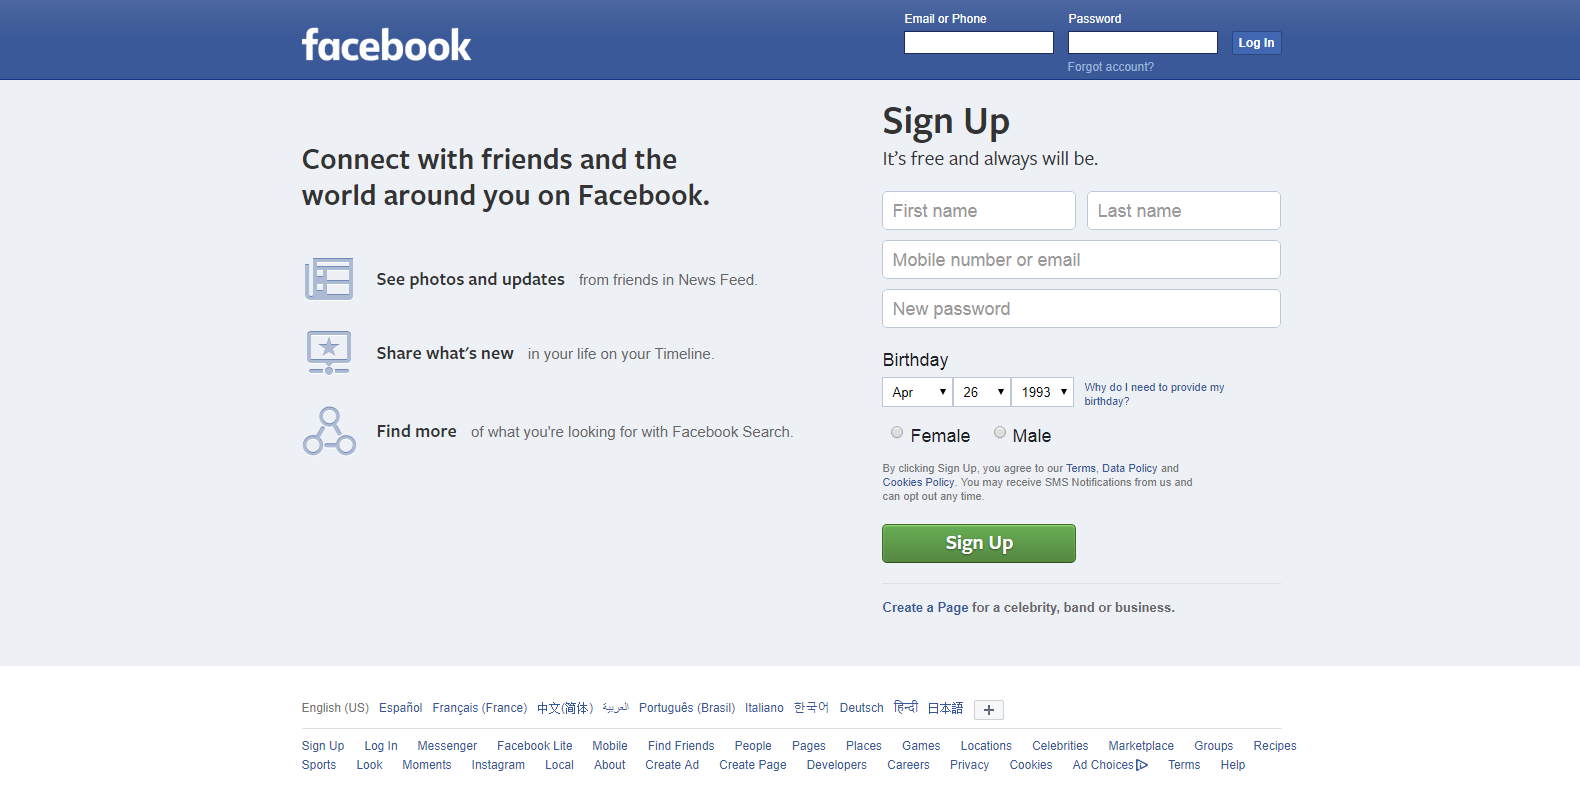 facebook
Email or Phone
Password
Log In
Forgot account?
Connect with friends and the
world around you on Facebook.
See photos and updates from friends in News Feed.
Share what's new in your life on your Timeline.
Find more of what you're looking for with Facebook Search.
Sign Up
It’s free and always will be.
First name
Last name
Mobile number or email
New password
Birthday
Apr 26 1993
Why do I need to provide my
birthday?
Female Male
By clicking Sign Up, you agree to our Terms, Data Policy and
Cookies Policy. You may receive SMS Notifications from us and
can opt out any time.
Sign Up
Create a Page for a celebrity, band or business.
English (US) Español Français (France) 中文(简体) العربية Português (Brasil) Italiano 한국어 Deutsch हिन्दी 日本語 +
Sign Up Log In Messenger Facebook Lite Mobile Find Friends People Pages Places Games Locations Celebrities Marketplace Groups Recipes
Sports Look Moments Instagram Local About Create Ad Create Page Developers Careers Privacy Cookies Ad Choices Terms Help